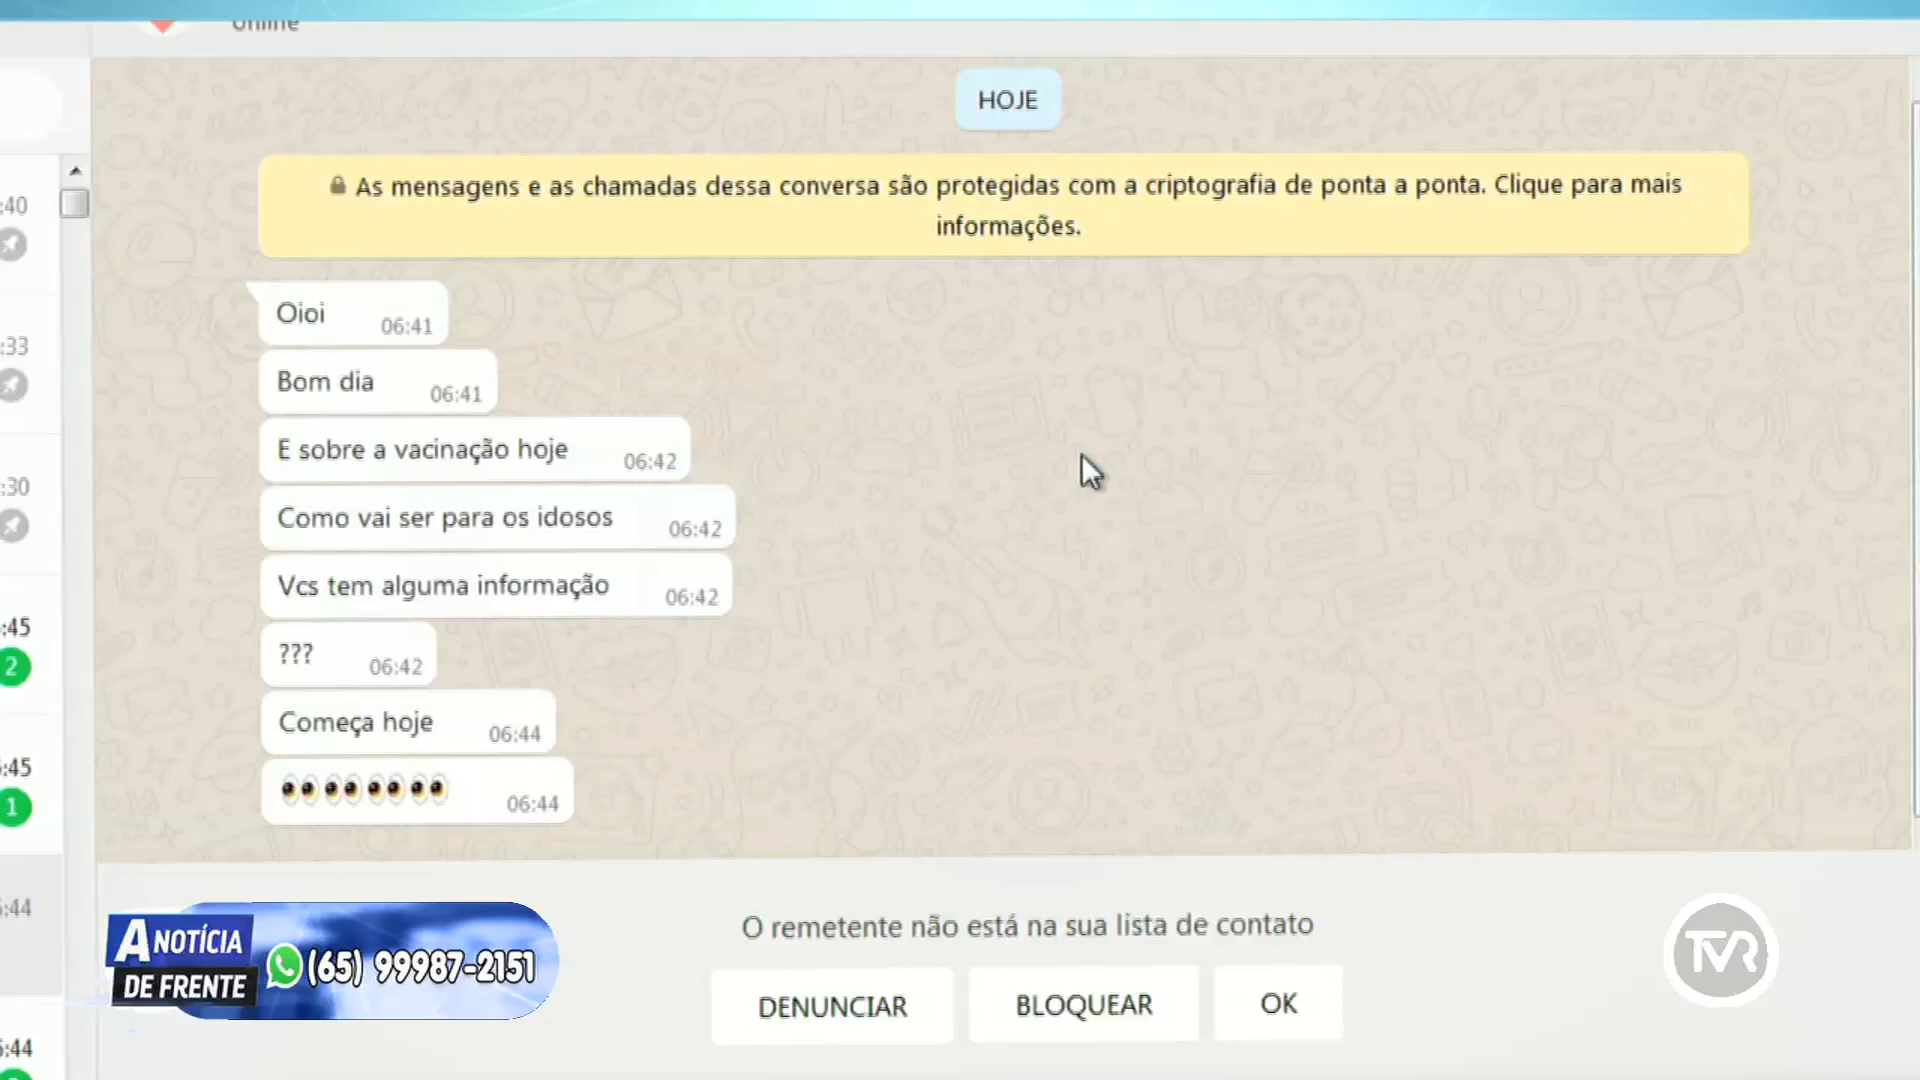 online
HOJE
As mensagens e as chamadas dessa conversa são protegidas com a criptografia de ponta a ponta. Clique para mais
informações.
:40
Oioi 06:41
:33
Bom dia 06:41
E sobre a vacinação hoje 06:42
:30
Como vai ser para os idosos 06:42
Vcs tem alguma informação 06:42
:45
2
??? 06:42
Começa hoje 06:44
:45
1
👀👀👀👀 06:44
:44
O remetente não está na sua lista de contato
DENUNCIAR BLOQUEAR OK
A NOTÍCIA
DE FRENTE
(65) 99987-2151
TVR
:44